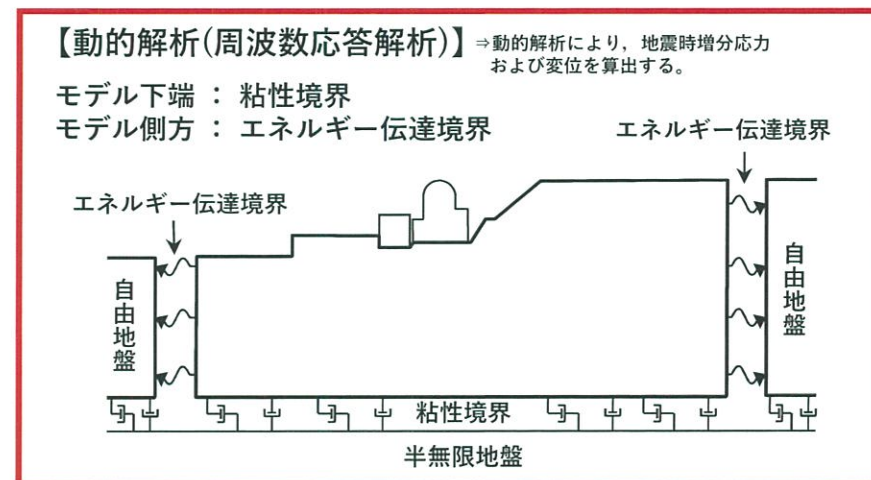 【動的解析(周波数応答解析)】 ⇒動的解析により，地震時増分応力
および変位を算出する。
モデル下端 ： 粘性境界
モデル側方 ： エネルギー伝達境界
エネルギー伝達境界
エネルギー伝達境界
自由地盤
自由地盤
粘性境界
半無限地盤